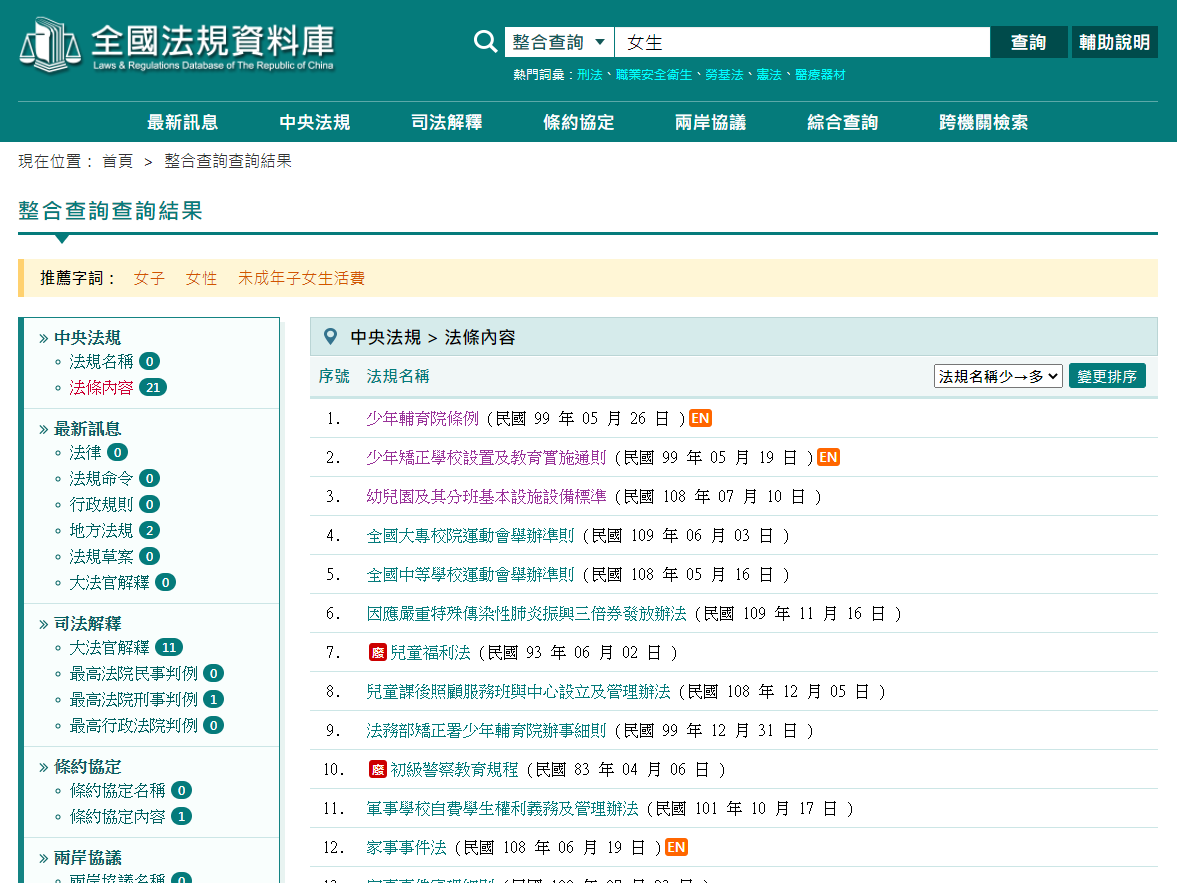 全國法規資料庫
Laws & Regulations Database of The Republic of China
整合查詢 女生 查詢 輔助說明
熱門詞彙：刑法、職業安全衛生、勞基法、憲法、醫療器材
最新訊息 中央法規 司法解釋 條約協定 兩岸協議 綜合查詢 跨機關檢索
現在位置： 首頁 > 整合查詢查詢結果
整合查詢查詢結果
推薦字詞： 女子 女性 未成年子女生活費
中央法規
法規名稱 0
法條內容 21
最新訊息
法律 0
法規命令 0
行政規則 0
地方法規 2
法規草案 0
大法官解釋 0
司法解釋
大法官解釋 11
最高法院民事判例 0
最高法院刑事判例 1
最高行政法院判例 0
條約協定
條約協定名稱 0
條約協定內容 1
兩岸協議
兩岸協議名稱 0
中央法規 > 法條內容
序號 法規名稱 法規名稱少→多 變更排序
1. 少年輔育院條例 (民國 99 年 05 月 26 日 ) EN
2. 少年矯正學校設置及教育實施通則 (民國 99 年 05 月 19 日 ) EN
3. 幼兒園及其分班基本設施設備標準 (民國 108 年 07 月 10 日 )
4. 全國大專校院運動會舉辦準則 (民國 109 年 06 月 03 日 )
5. 全國中等學校運動會舉辦準則 (民國 108 年 05 月 16 日 )
6. 因應嚴重特殊傳染性肺炎振興三倍券發放辦法 (民國 109 年 11 月 16 日 )
7. 廢 兒童福利法 (民國 93 年 06 月 02 日 )
8. 兒童課後照顧服務班與中心設立及管理辦法 (民國 108 年 12 月 05 日 )
9. 法務部矯正署少年輔育院辦事細則 (民國 99 年 12 月 31 日 )
10. 廢 初級警察教育規程 (民國 83 年 04 月 06 日 )
11. 軍事學校自費學生權利義務及管理辦法 (民國 101 年 10 月 17 日 )
12. 家事事件法 (民國 108 年 06 月 19 日 ) EN